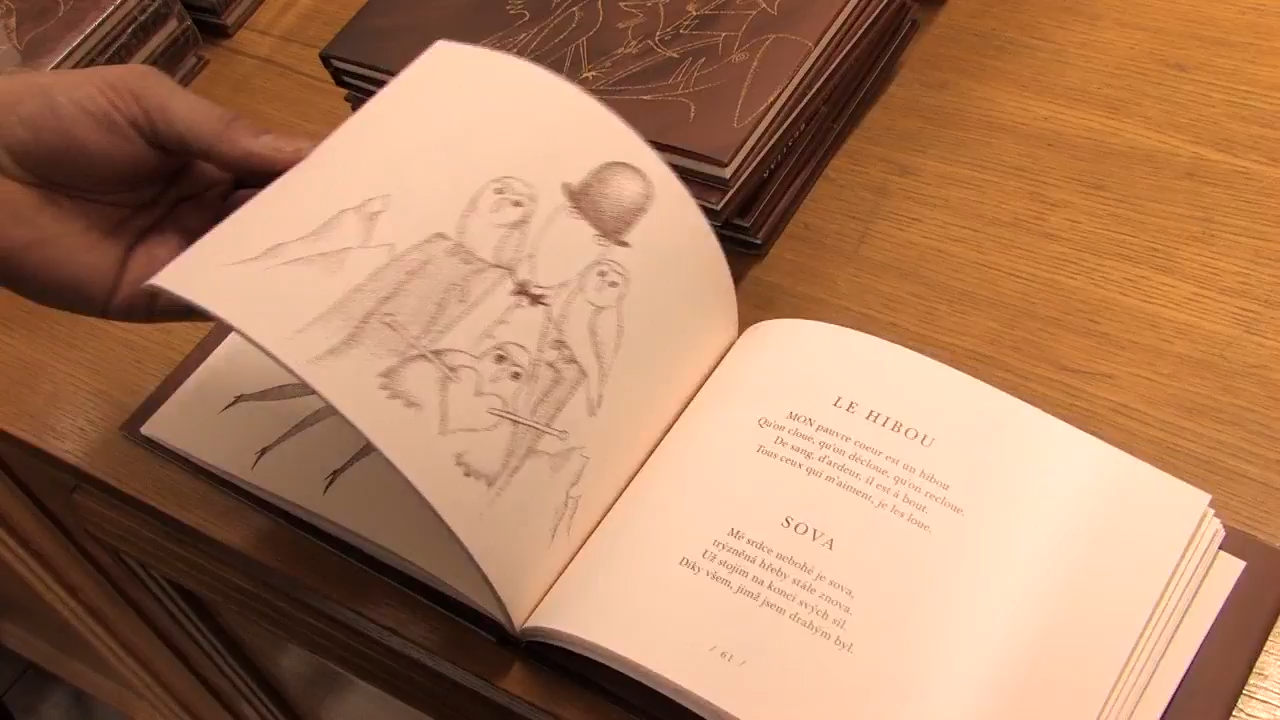 LE HIBOU
MON pauvre coeur est un hibou
Qu'on cloue, qu'on décloue, qu'on recloue.
De sang, d'ardeur, il est à bout.
Tous ceux qui m'aiment, je les loue.
SOVA
Mé srdce nebohé je sova,
trýzněná hřeby stále znova.
Už stojím na konci svých sil.
Díky všem, jimž jsem drahým byl.
/ 61 /